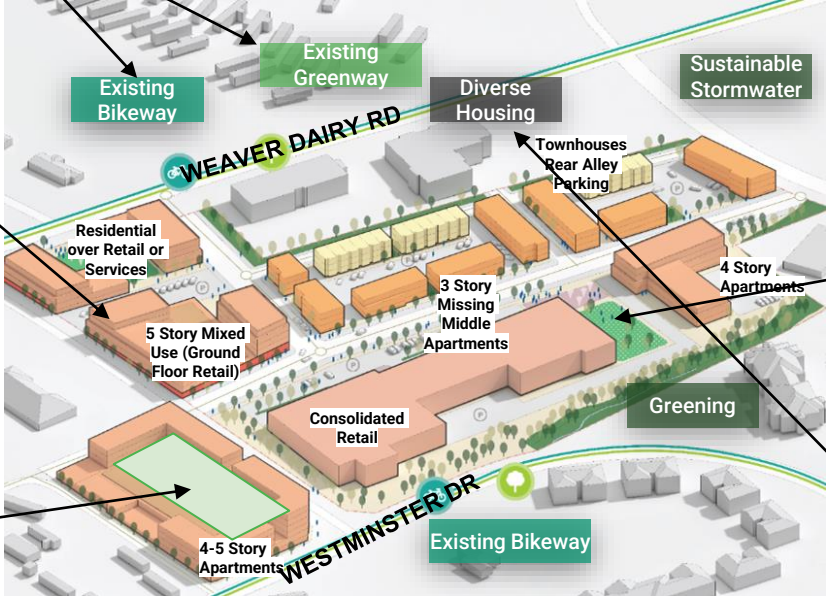 Existing
Greenway
Existing
Bikeway
Diverse
Housing
Sustainable
Stormwater
WEAVER DAIRY RD
Townhouses
Rear Alley
Parking
Residential
over Retail or
Services
4 Story
Apartments
3 Story
Missing
Middle
Apartments
5 Story Mixed
Use (Ground
Floor Retail)
Consolidated
Retail
Greening
4-5 Story
Apartments
WESTMINSTER DR
Existing Bikeway